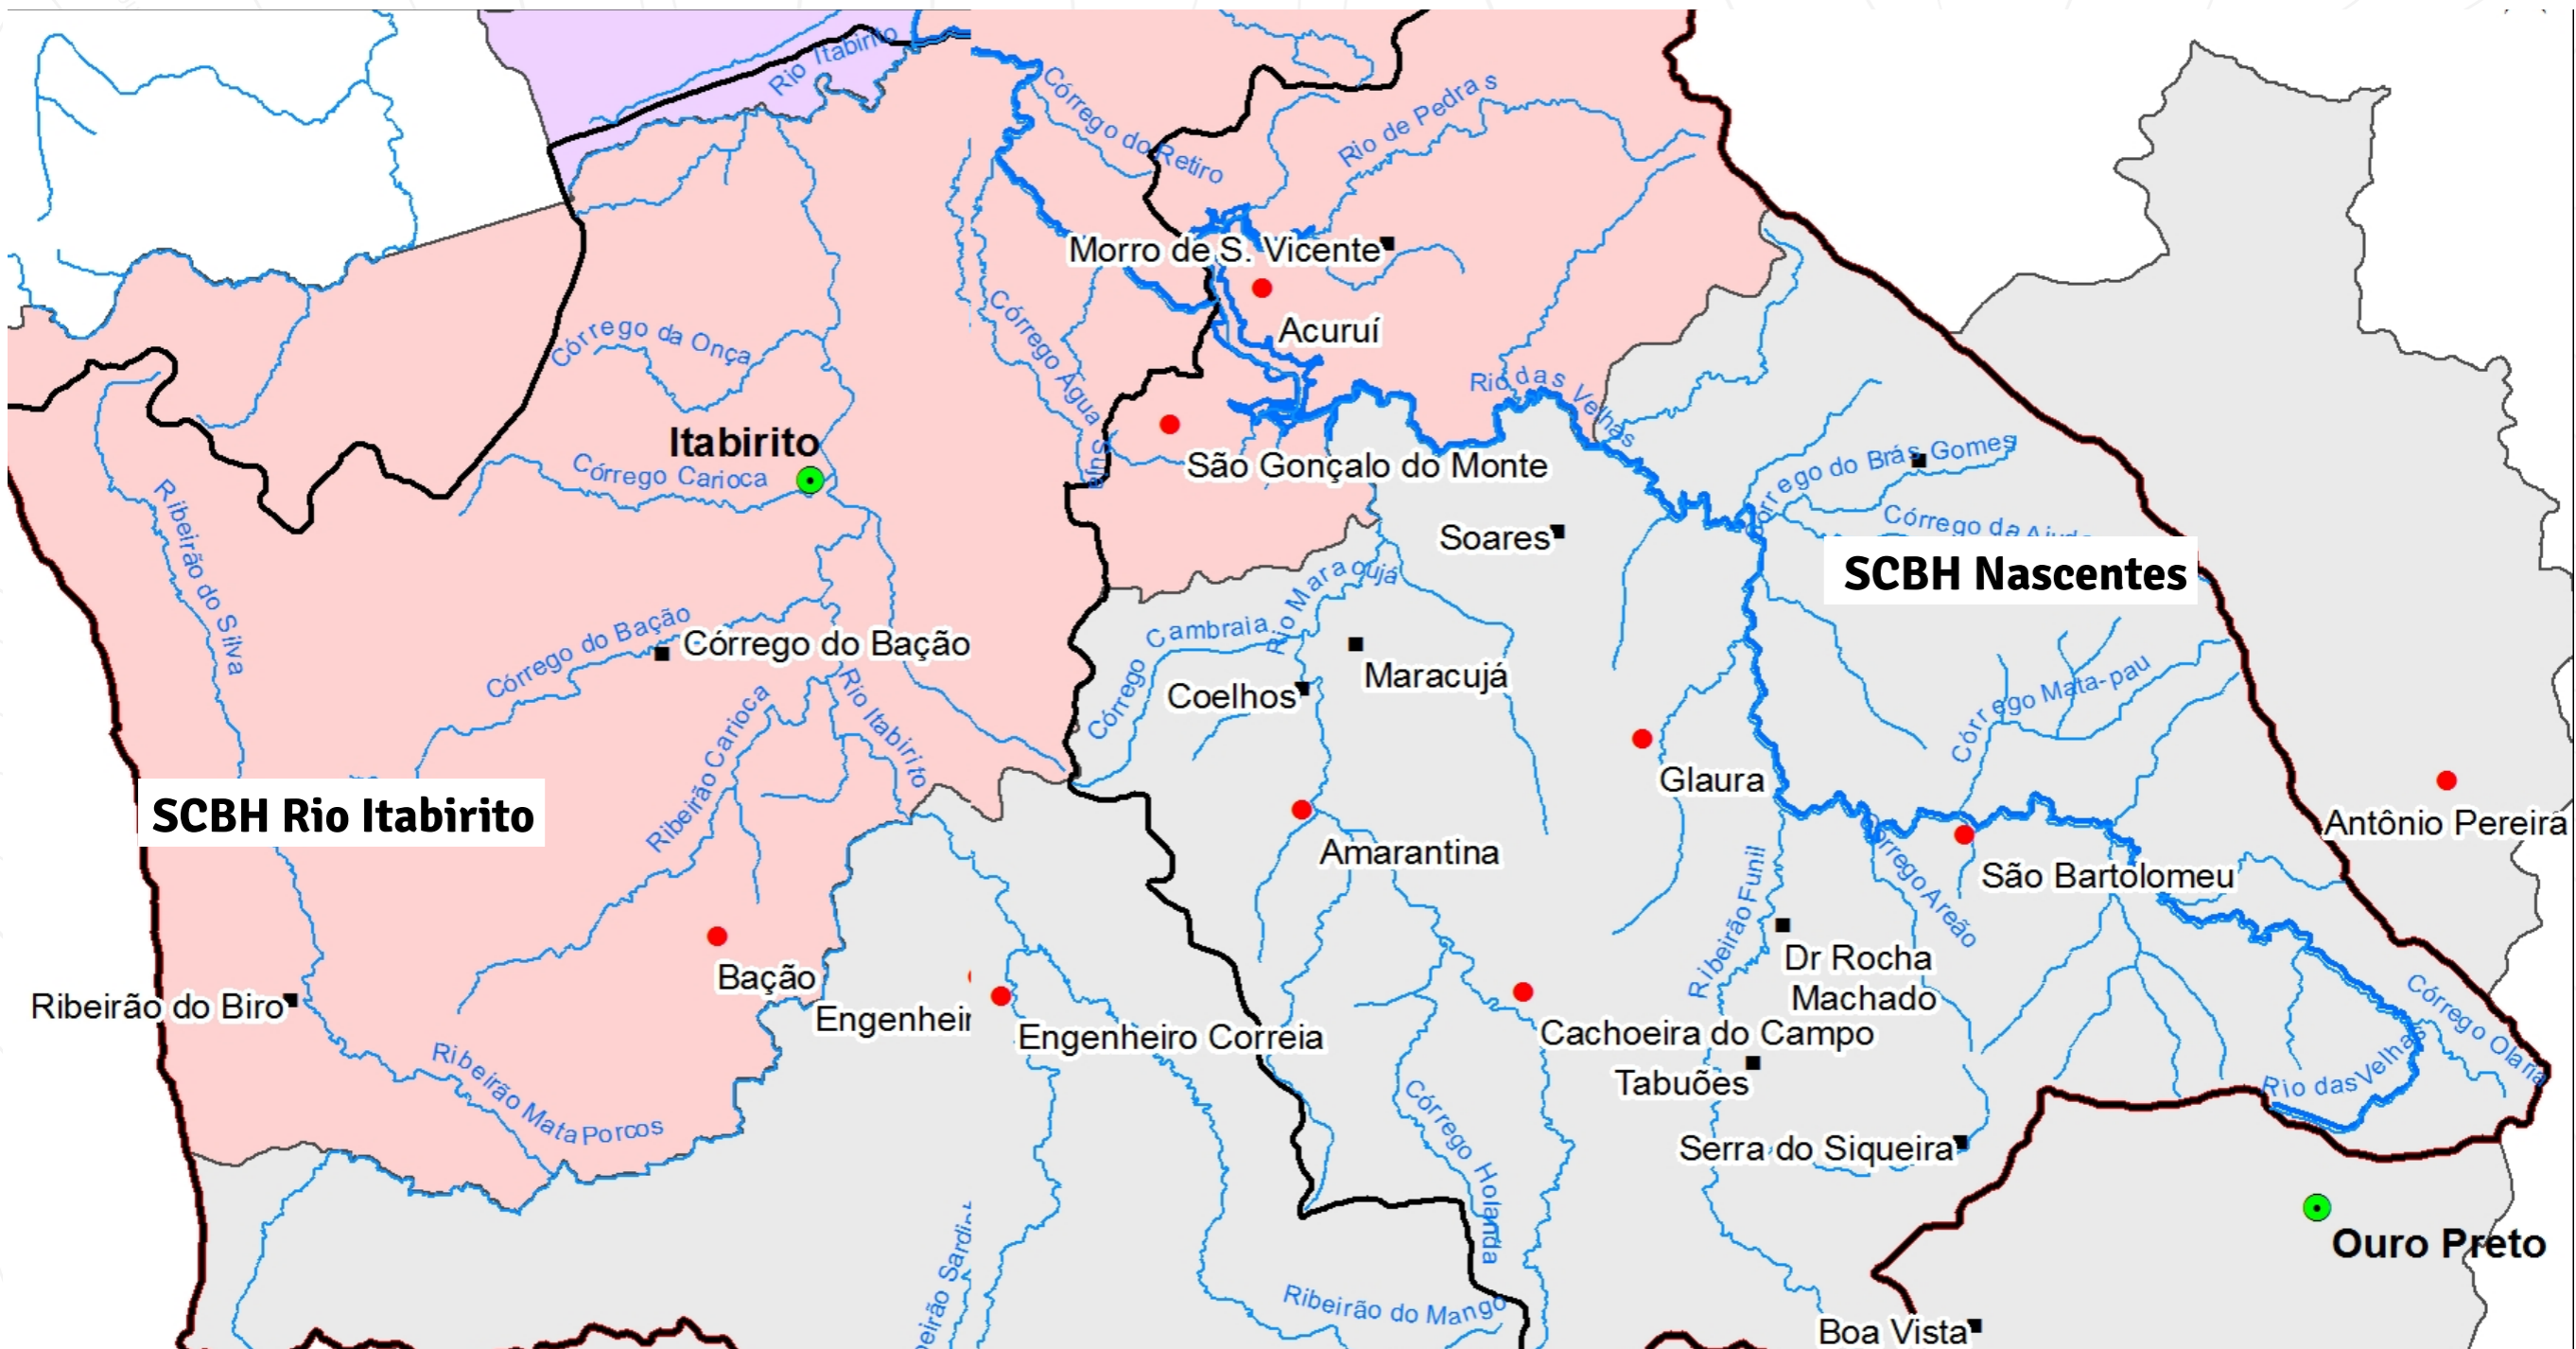 Rio Itabirito
Córrego do Retiro
Rio de Pedras
Morro de S. Vicente
Acuruí
Córrego da Onça
Córrego Água Suja
Rio das Velhas
Itabirito
Córrego Carioca
São Gonçalo do Monte
Córrego do Brás Gomes
Soares
Córrego da Ajuda
SCBH Nascentes
Ribeirão do Silva
Córrego do Bação
Córrego do Bação
Córrego Cambraia
Rio Maracujá
Maracujá
Coelhos
Córrego Mata-pau
Ribeirão Carioca
Rio Itabirito
Glaura
Antônio Pereira
SCBH Rio Itabirito
Amarantina
São Bartolomeu
Ribeirão Funil
Córrego Areão
Dr Rocha
Machado
Bação
Ribeirão do Biro
Engenheir
Engenheiro Correia
Cachoeira do Campo
Córrego Olaria
Rio das Velhas
Tabuões
Ribeirão Mata Porcos
Córrego Holanda
Serra do Siqueira
Ouro Preto
Ribeirão do Mango
Boa Vista